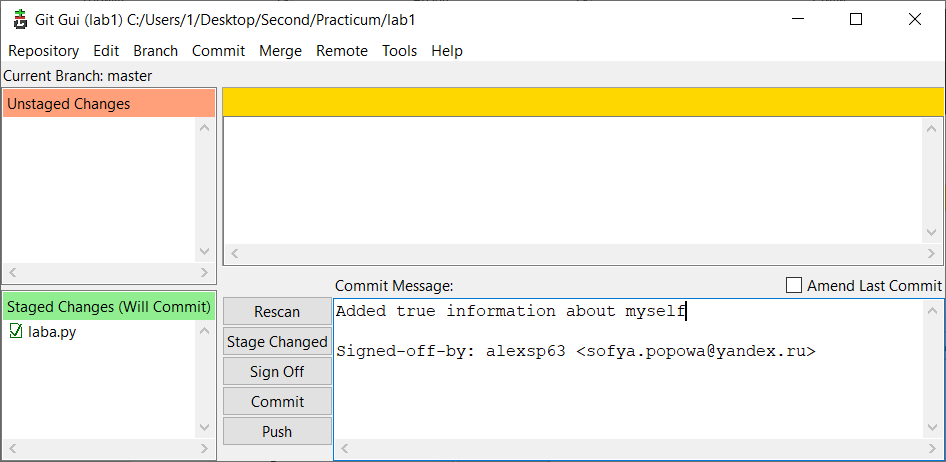 Git Gui (lab1) C:/Users/1/Desktop/Second/Practicum/lab1
Repository Edit Branch Commit Merge Remote Tools Help
Current Branch: master
Unstaged Changes
Staged Changes (Will Commit)
laba.py
Rescan
Stage Changed
Sign Off
Commit
Push
Commit Message:
Amend Last Commit
Added true information about myself
Signed-off-by: alexsp63 <sofya.popowa@yandex.ru>